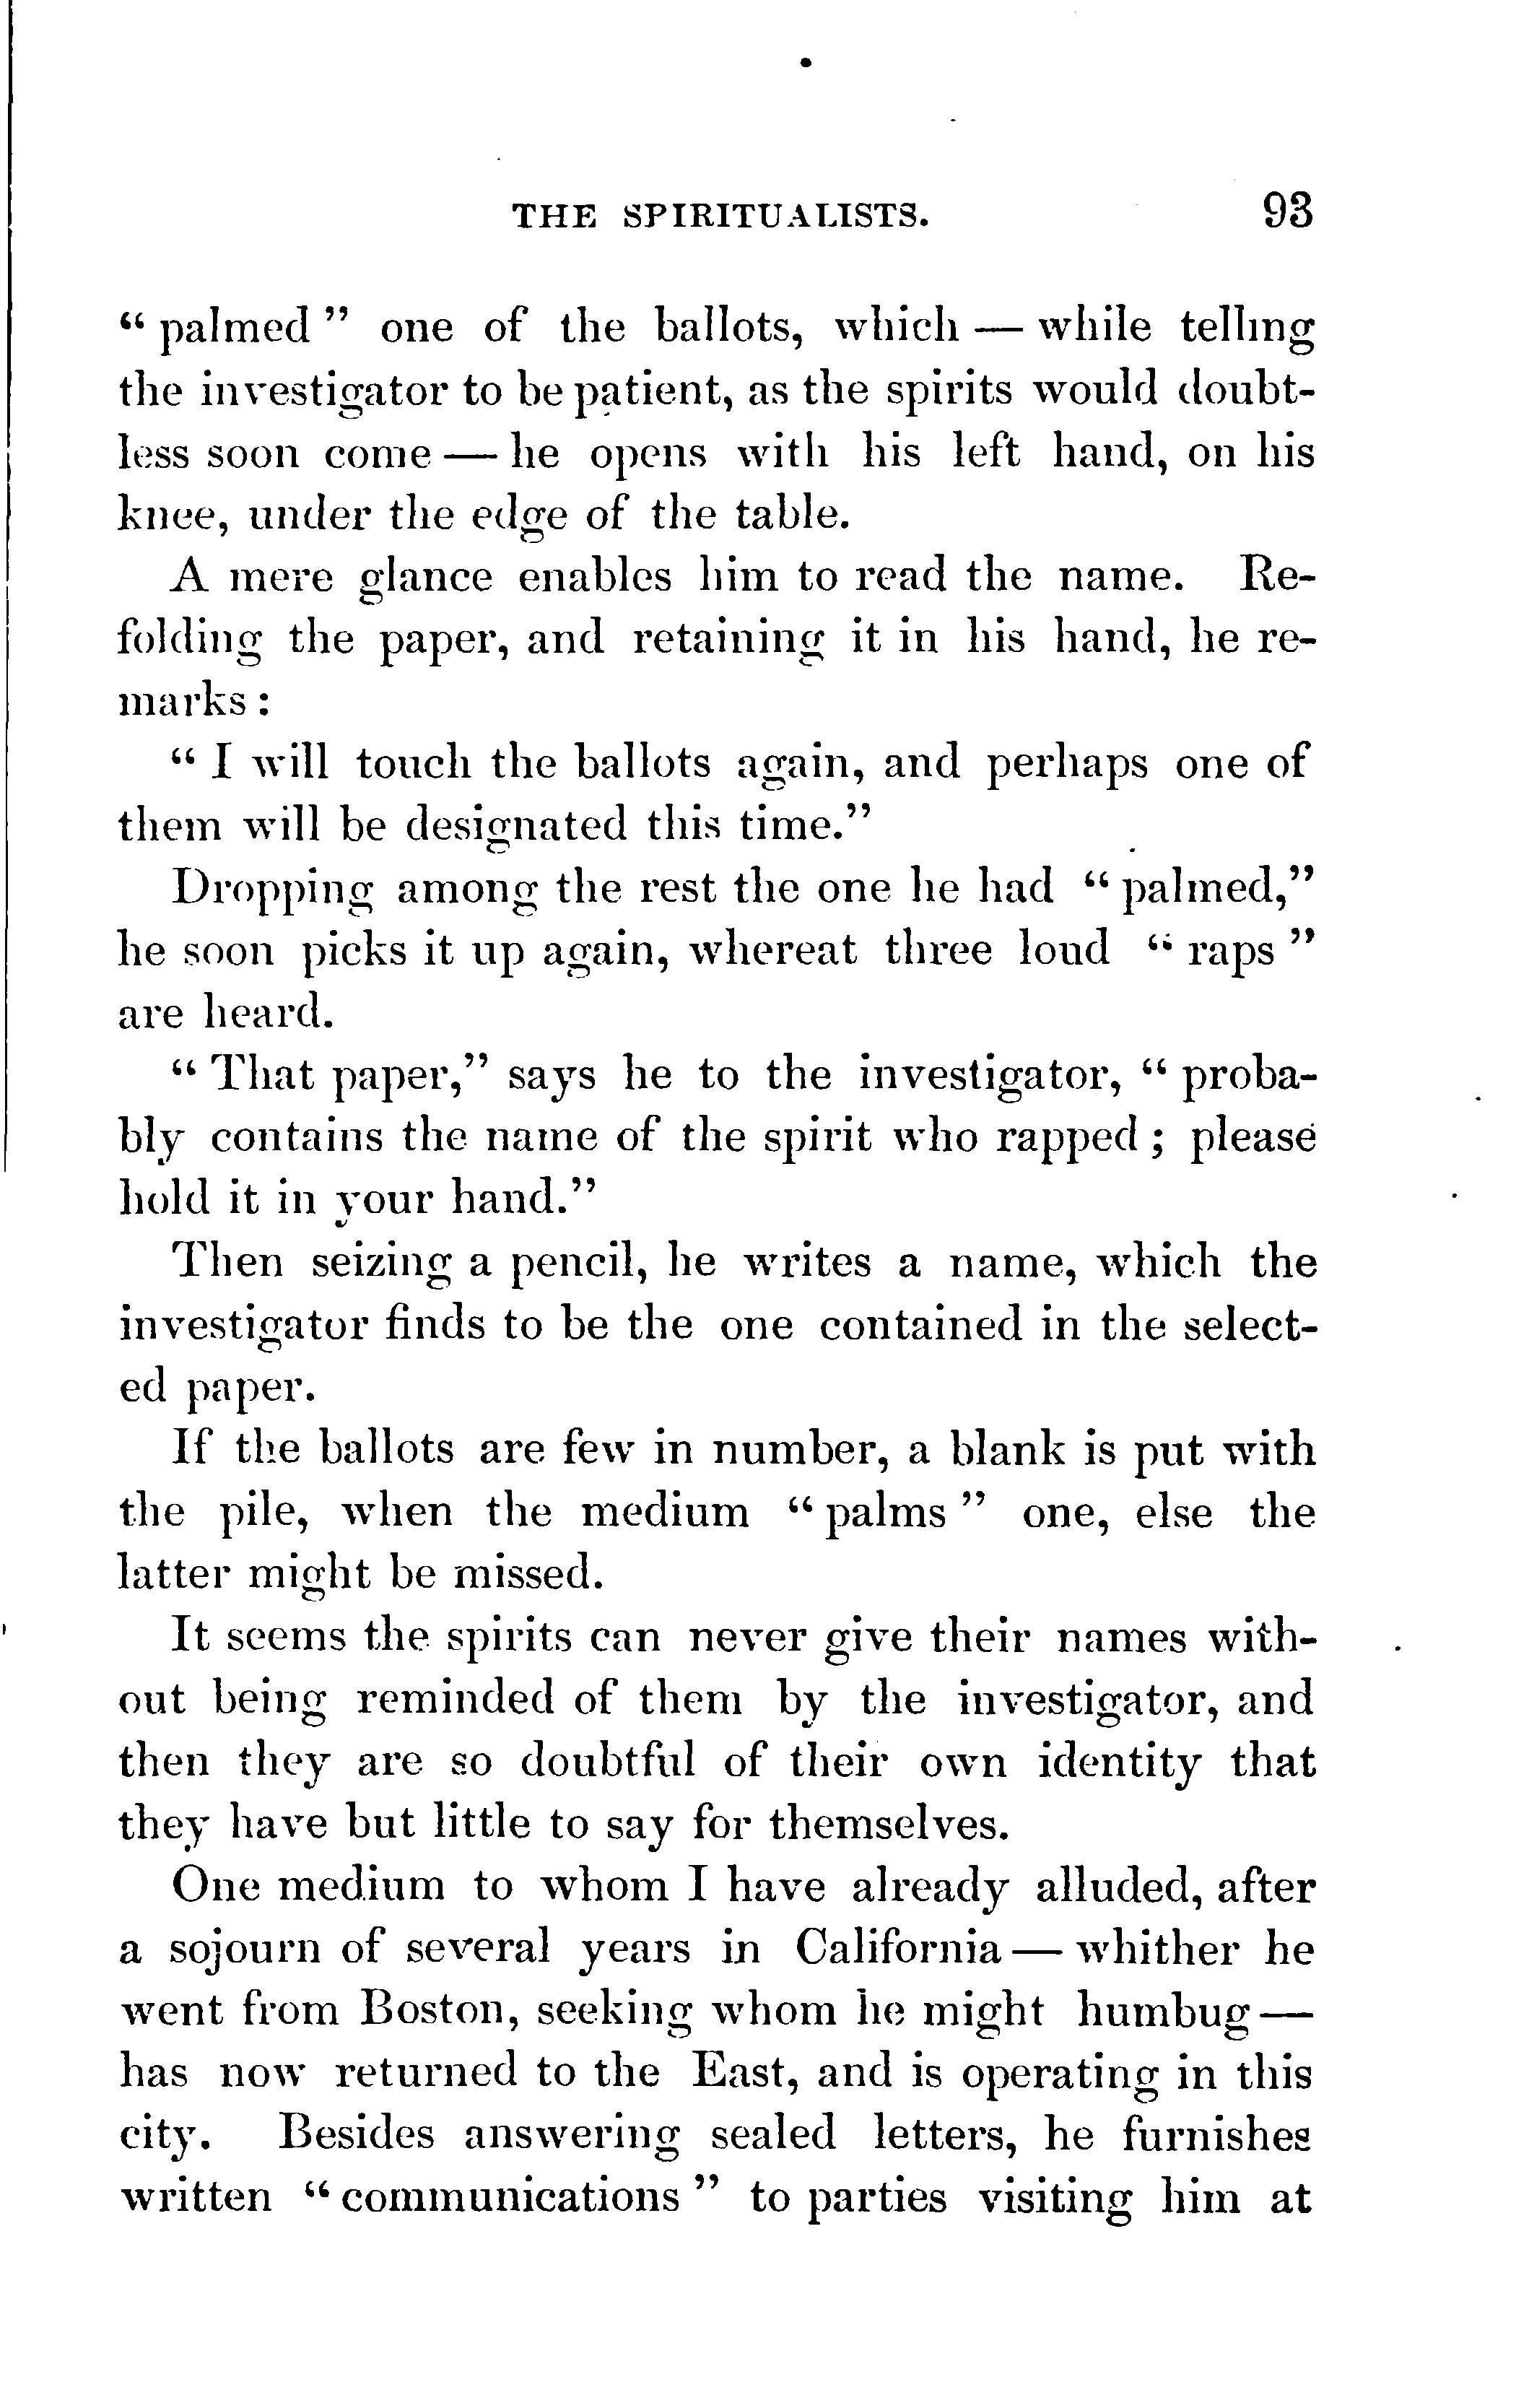 THE SPIRITUALISTS. 93
“ palmed ” one of the ballots, which — while telling
the investigator to be patient, as the spirits would doubt-
less soon come — he opens with his left hand, on his
knee, under the edge of the table.
A mere glance enables him to read the name. Re-
folding the paper, and retaining it in his hand, he re-
marks :
“ I will touch the ballots again, and perhaps one of
them will be designated this time.”
Dropping among the rest the one he had “ palmed,”
he soon picks it up again, whereat three loud “ raps ”
are heard.
“ That paper,” says he to the investigator, “ proba-
bly contains the name of the spirit who rapped ; please
hold it in your hand.”
Then seizing a pencil, he writes a name, which the
investigator finds to be the one contained in the select-
ed paper.
If the ballots are few in number, a blank is put with
the pile, when the medium “ palms ” one, else the
latter might be missed.
It seems the spirits can never give their names with-
out being reminded of them by the investigator, and
then they are so doubtful of their own identity that
they have but little to say for themselves.
One medium to whom I have already alluded, after
a sojourn of several years in California — whither he
went from Boston, seeking whom he might humbug —
has now returned to the East, and is operating in this
city. Besides answering sealed letters, he furnishes
written “ communications ” to parties visiting him at